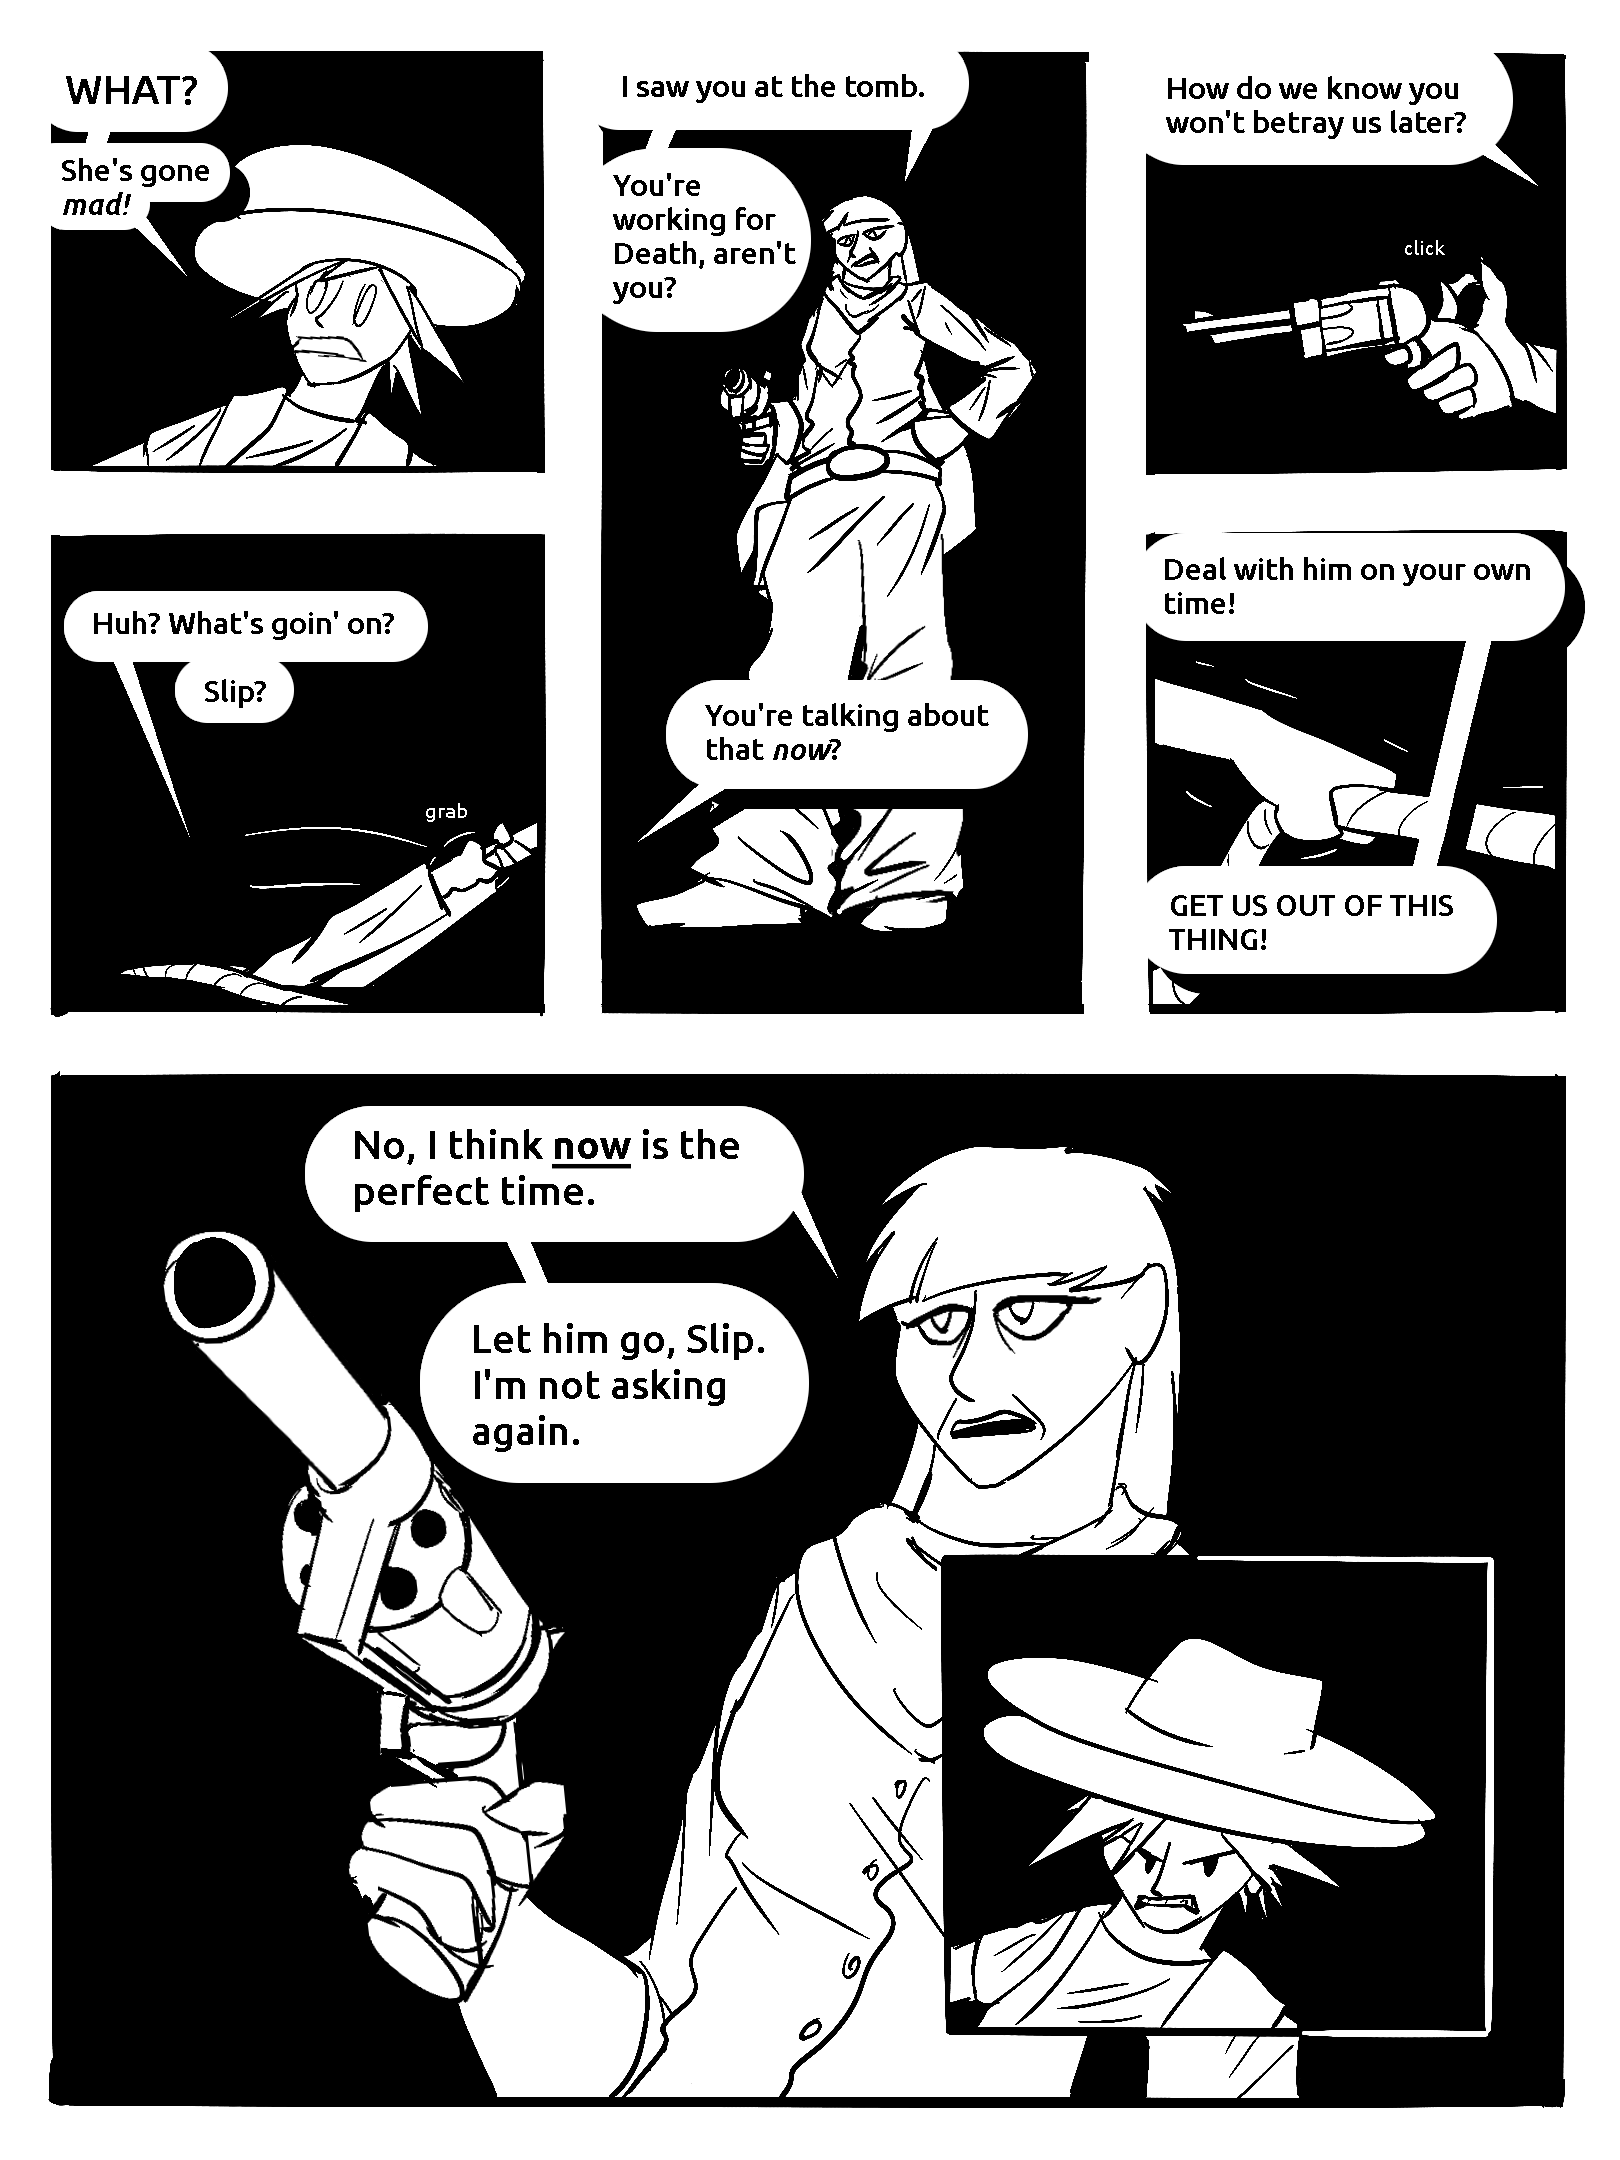 WHAT?
She's gone
mad!
Huh? What's goin' on?
Slip?
grab
I saw you at the tomb.
You're
working for
Death, aren't
you?
You're talking about
that now?
How do we know you
won't betray us later?
click
Deal with him on your own
time!
GET US OUT OF THIS
THING!
No, I think now is the
perfect time.
Let him go, Slip.
I'm not asking
again.